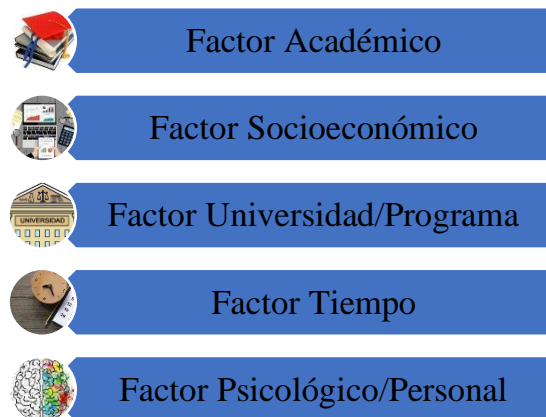 Factor Académico
Factor Socioeconómico
UNIVERSIDAD
Factor Universidad/Programa
Factor Tiempo
Factor Psicológico/Personal